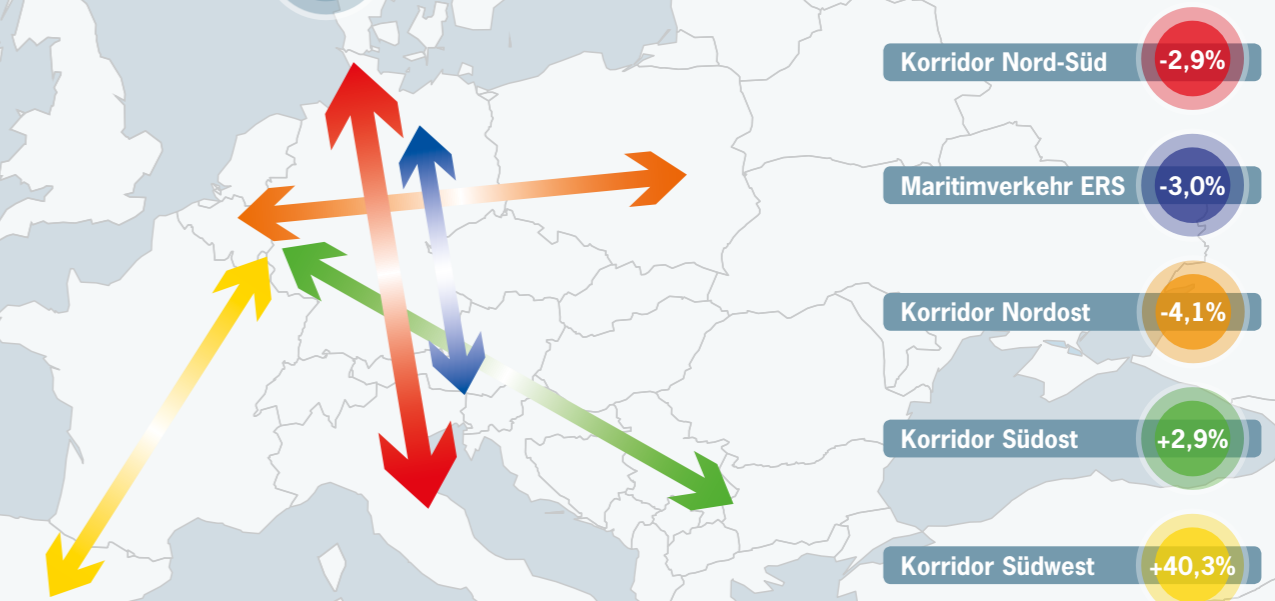 Korridor Nord-Süd -2,9%
Maritimverkehr ERS -3,0%
Korridor Nordost -4,1%
Korridor Südost +2,9%
Korridor Südwest +40,3%